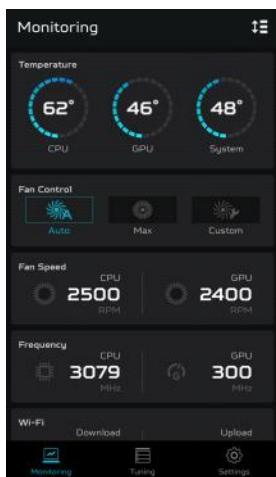 Monitoring
Temperature
62° 46° 48°
CPU GPU System
Fan Control
Auto Max Custom
Fan Speed
CPU GPU
2500 2400
RPM RPM
Frequency
CPU GPU
3079 300
MHz MHz
Wi-Fi
Download Upload
Monitoring Tuning Settings